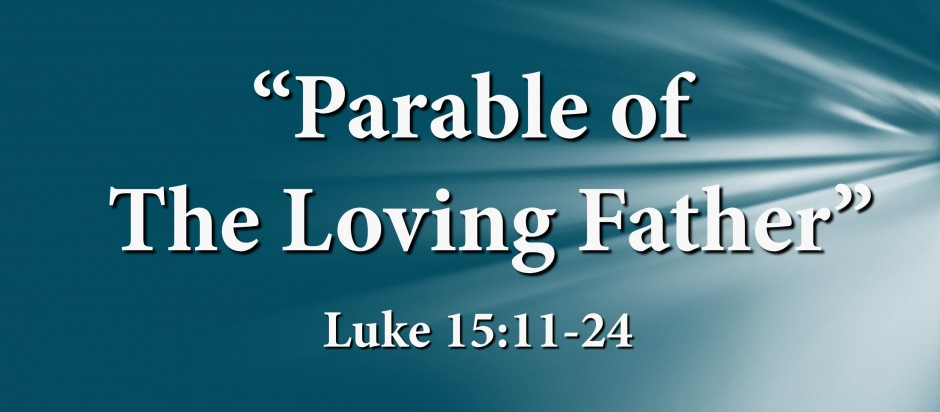 “Parable of
The Loving Father”
Luke 15:11-24